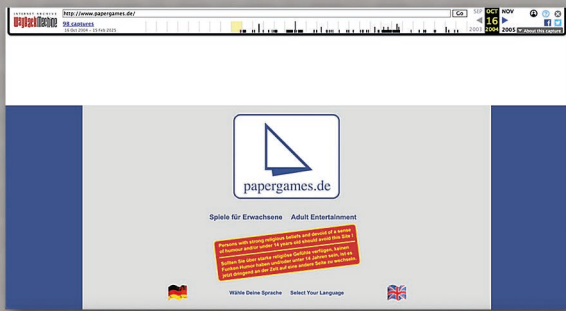 INTERNET ARCHIVE
WayBackMachine
http://www.papergames.de/
Go
SEP OCT NOV
98 captures
16
16 Oct 2004 – 15 Feb 2025
2003 2004 2005
About this capture
papergames.de
Spiele für Erwachsene Adult Entertainment
Persons with strong religious beliefs and devoid of a sense
of humour and/or under 14 years old should avoid this Site !
Sollten Sie über starke religiöse Gefühle verfügen, keinen
Funken Humor haben und/oder unter 14 Jahren sein, ist es
jetzt dringend an der Zeit auf eine andere Seite zu wechseln.
Wähle Deine Sprache Select Your Language